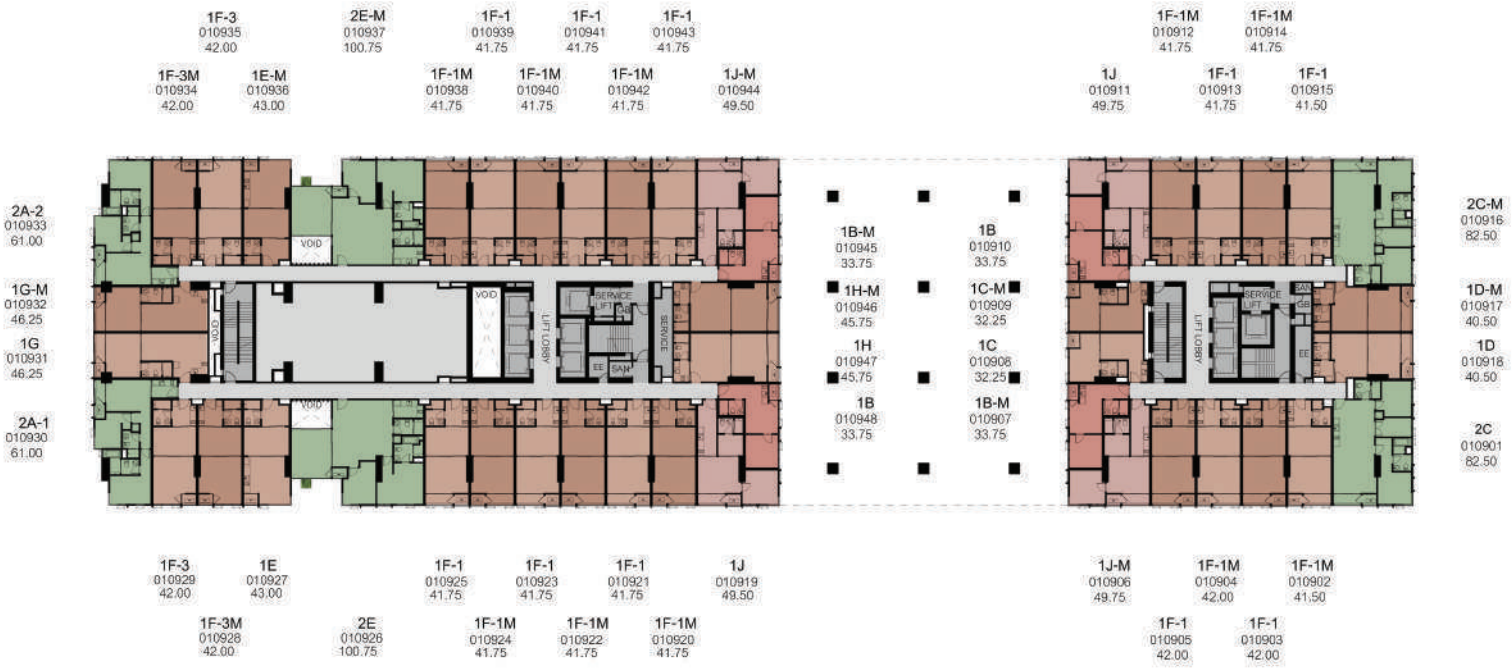 1F-3
010935
42.00
2E-M
010937
100.75
1F-1
010939
41.75
1F-1
010941
41.75
1F-1
010943
41.75
1F-1M
010912
41.75
1F-1M
010914
41.75
1F-3M
010934
42.00
1E-M
010936
43.00
1F-1M
010938
41.75
1F-1M
010940
41.75
1F-1M
010942
41.75
1J-M
010944
49.50
1J
010911
49.75
1F-1
010913
41.75
1F-1
010915
41.50
2A-2
010933
61.00
1G-M
010932
46.25
1G
010931
46.25
2A-1
010930
61.00
VOID
VOID
VOID
VOID
LIFT LOBBY
SERVICE
LIFT
GB
SERVICE
EE
SAN
1B-M
010945
33.75
1H-M
010946
45.75
1H
010947
45.75
1B
010948
33.75
1B
010910
33.75
1C-M
010909
32.25
1C
010908
32.25
1B-M
010907
33.75
LIFT LOBBY
SERVICE
LIFT
SAN
GB
EE
2C-M
010916
82.50
1D-M
010917
40.50
1D
010918
40.50
2C
010901
82.50
1F-3
010929
42.00
1E
010927
43.00
1F-1
010925
41.75
1F-1
010923
41.75
1F-1
010921
41.75
1J
010919
49.50
1J-M
010906
49.75
1F-1M
010904
42.00
1F-1M
010902
41.50
1F-3M
010928
42.00
2E
010926
100.75
1F-1M
010924
41.75
1F-1M
010922
41.75
1F-1M
010920
41.75
1F-1
010905
42.00
1F-1
010903
42.00